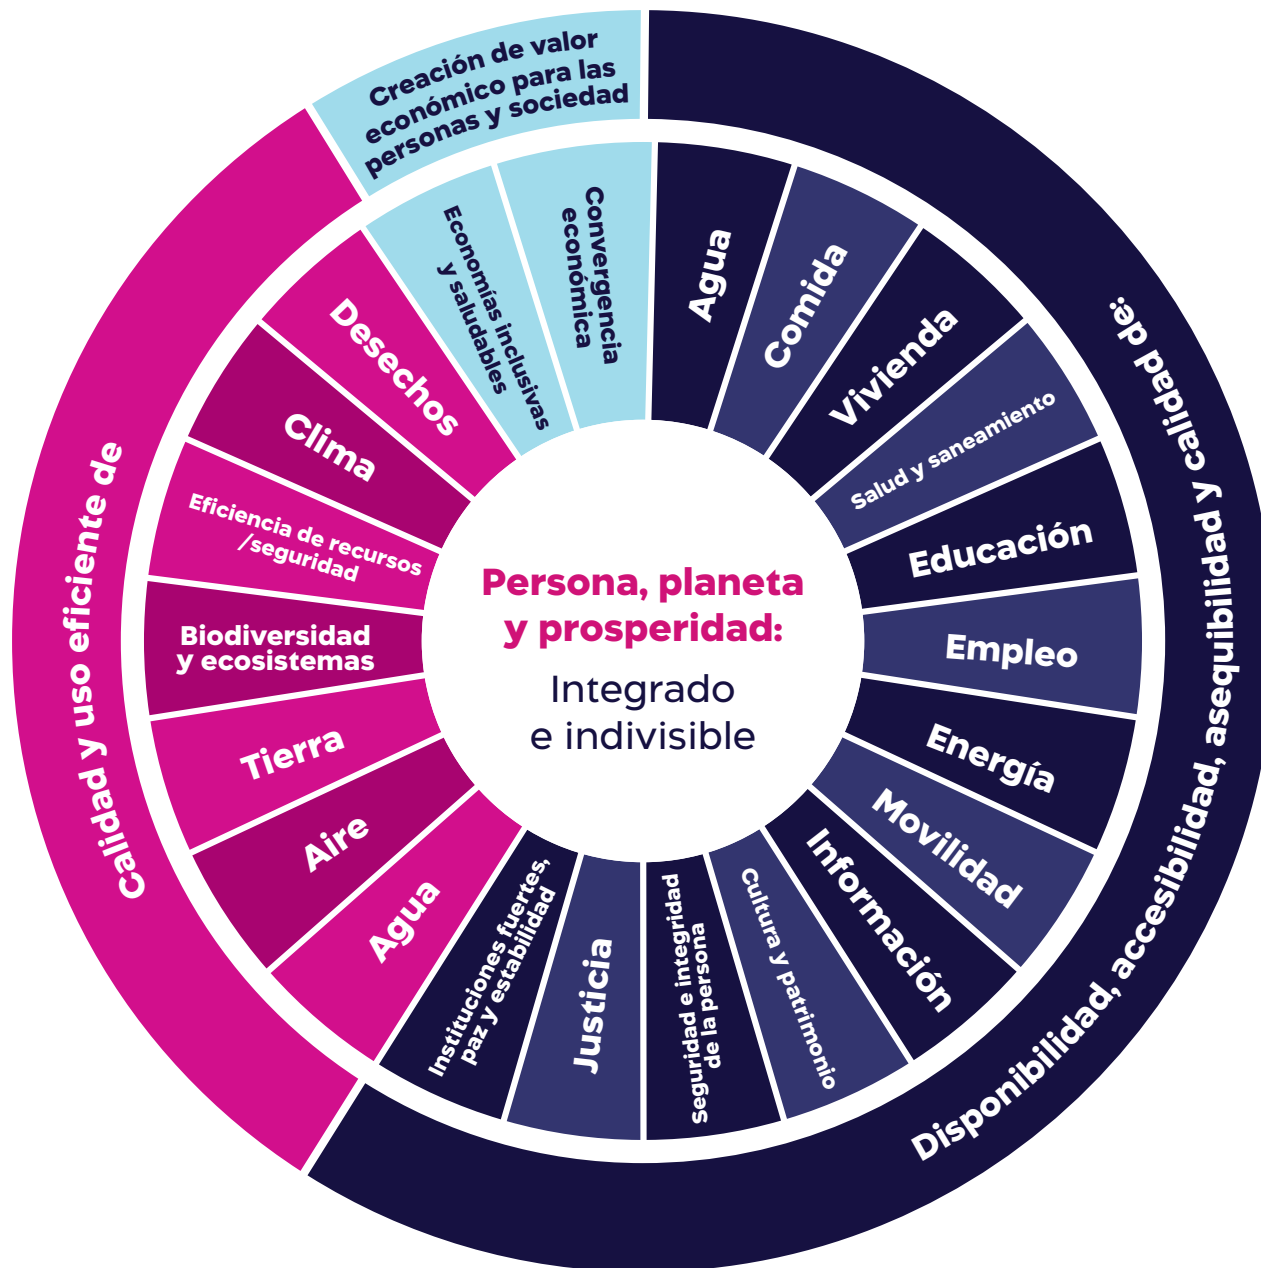 Persona, planeta
y prosperidad:
Integrado
e indivisible
Creación de valor
económico para las
personas y sociedad
Economías inclusivas
y saludables
Convergencia
económica
Disponibilidad, accesibilidad, asequibilidad y calidad de:
Agua
Comida
Vivienda
Salud y saneamiento
Educación
Empleo
Energía
Movilidad
Información
Cultura y patrimonio
Seguridad e integridad
de la persona
Justicia
Instituciones fuertes,
paz y estabilidad
Calidad y uso eficiente de
Agua
Aire
Tierra
Biodiversidad
y ecosistemas
Eficiencia de recursos
/seguridad
Clima
Desechos